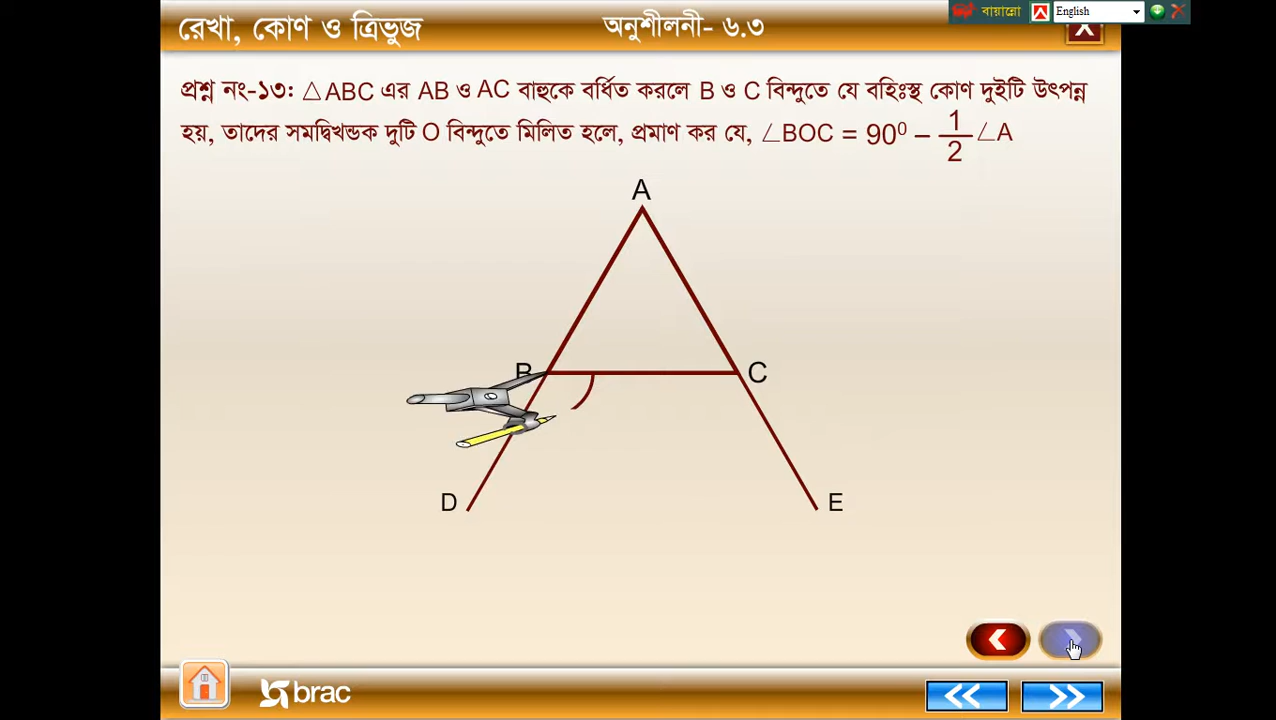 বায়ান্নো English
রেখা, কোণ ও ত্রিভুজ অনুশীলনী- ৬.৩
প্রশ্ন নং-১৩: △ABC এর AB ও AC বাহুকে বর্ধিত করলে B ও C বিন্দুতে যে বহিঃস্থ কোণ দুইটি উৎপন্ন
হয়, তাদের সমদ্বিখন্ডক দুটি O বিন্দুতে মিলিত হলে, প্রমাণ কর যে, ∠BOC = 90⁰ – 1/2 ∠A
A
B C
D E
brac